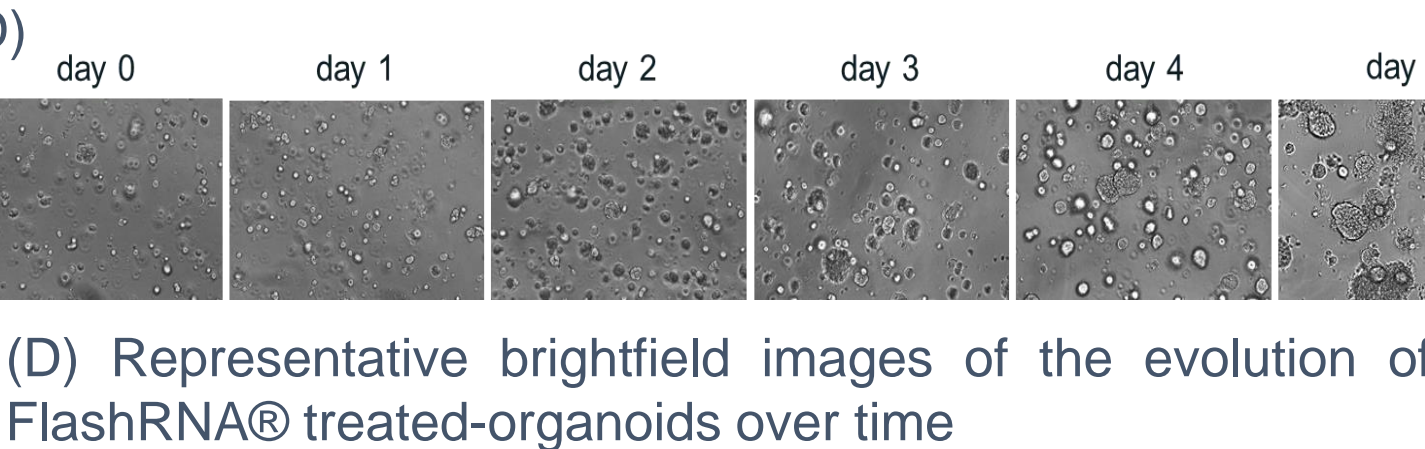 D)
day 0 day 1 day 2 day 3 day 4 day
(D) Representative brightfield images of the evolution of
FlashRNA® treated-organoids over time